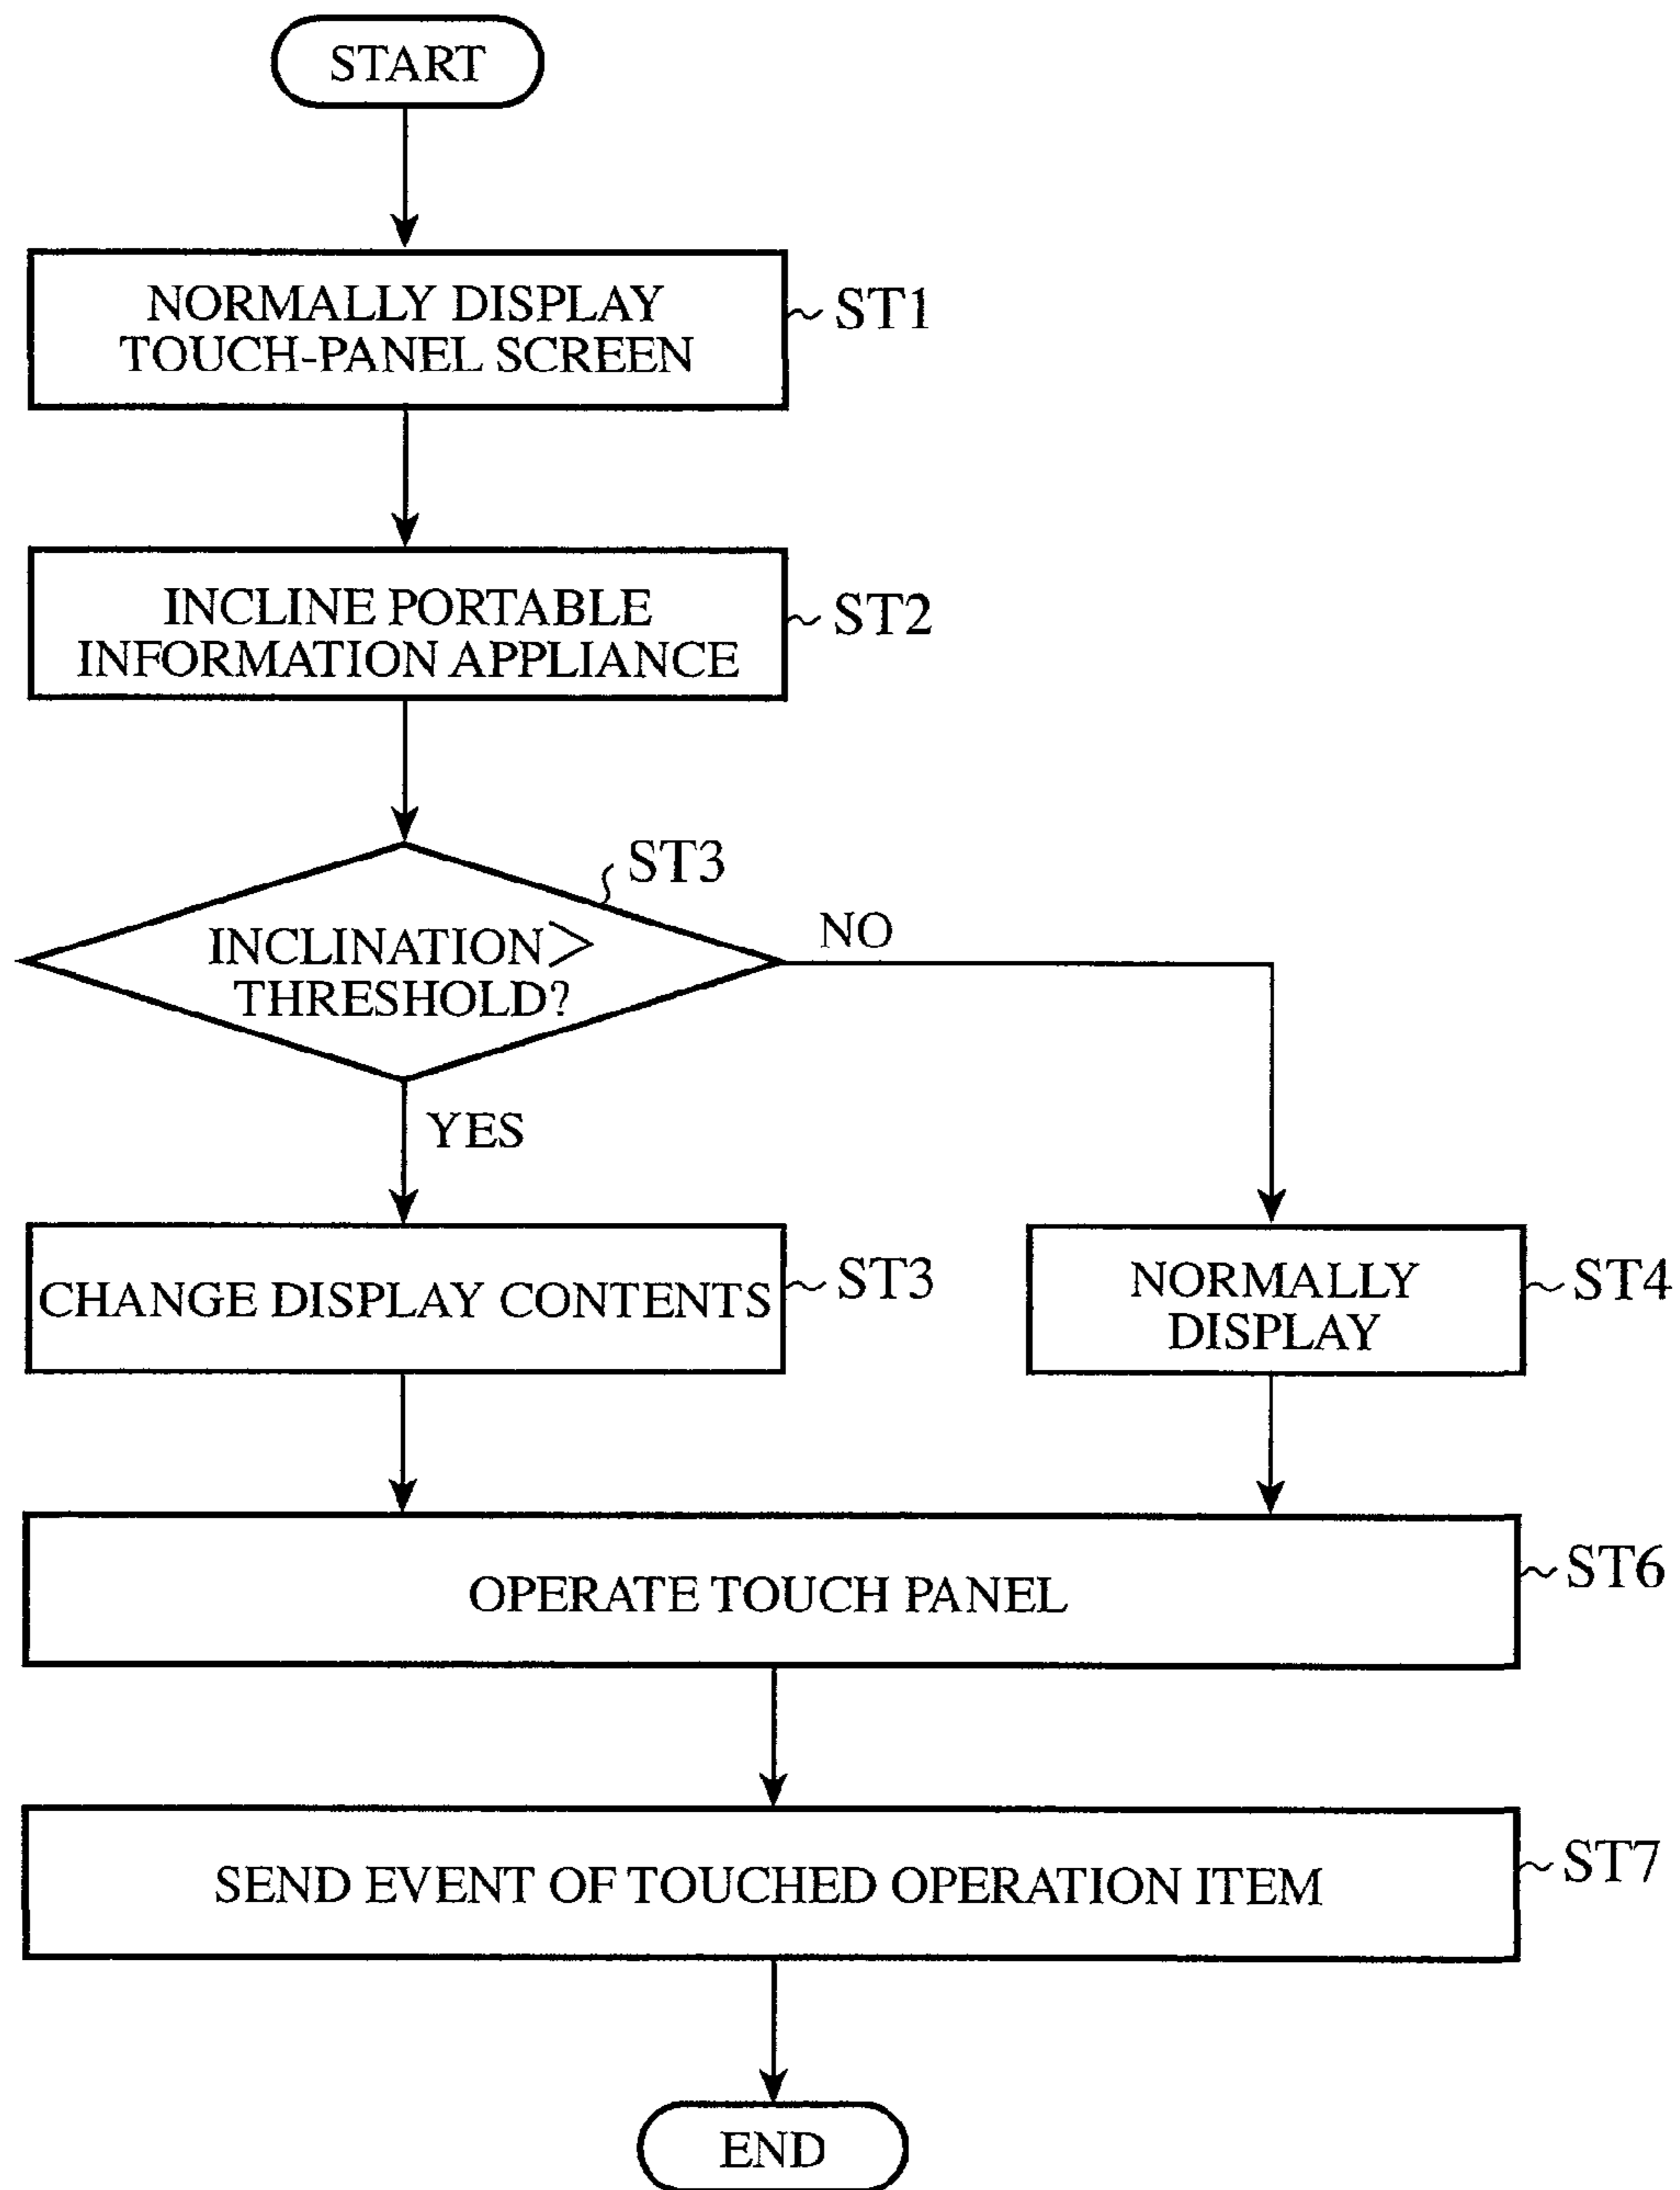 START
NORMALLY DISPLAY
TOUCH-PANEL SCREEN
ST1
INCLINE PORTABLE
INFORMATION APPLIANCE
ST2
ST3
INCLINATION>
THRESHOLD?
NO
YES
CHANGE DISPLAY CONTENTS
ST3
NORMALLY
DISPLAY
ST4
OPERATE TOUCH PANEL
ST6
SEND EVENT OF TOUCHED OPERATION ITEM
ST7
END